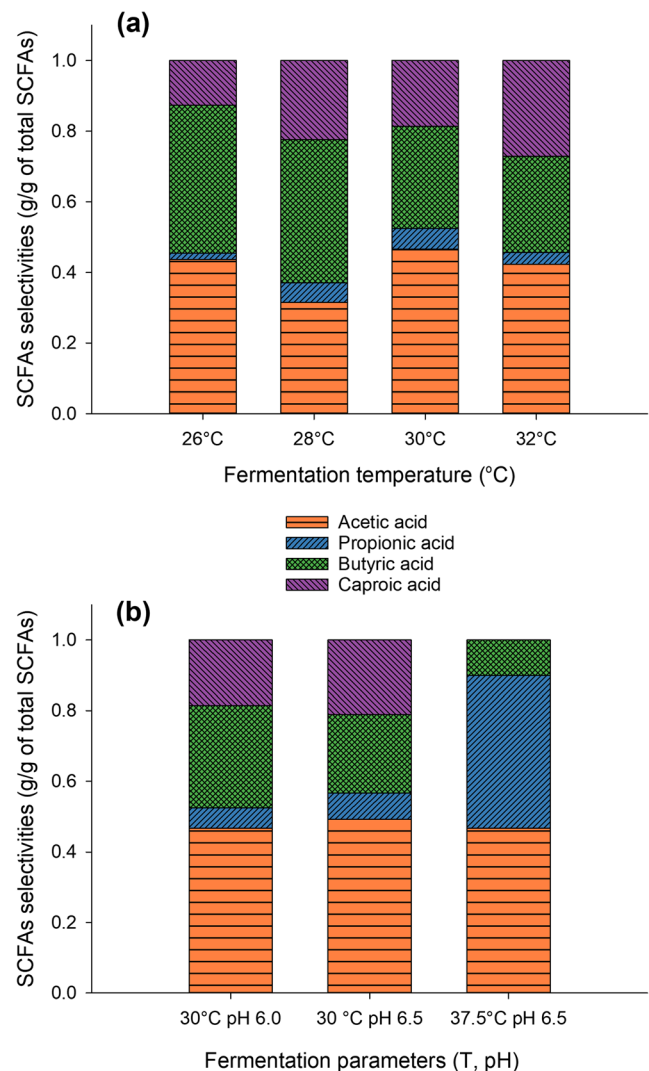 (a)
SCFAs selectivities (g/g of total SCFAs)
1.0
0.8
0.6
0.4
0.2
0.0
26°C 28°C 30°C 32°C
Fermentation temperature (°C)
Acetic acid
Propionic acid
Butyric acid
Caproic acid
(b)
SCFAs selectivities (g/g of total SCFAs)
1.0
0.8
0.6
0.4
0.2
0.0
30°C pH 6.0 30 °C pH 6.5 37.5°C pH 6.5
Fermentation parameters (T, pH)